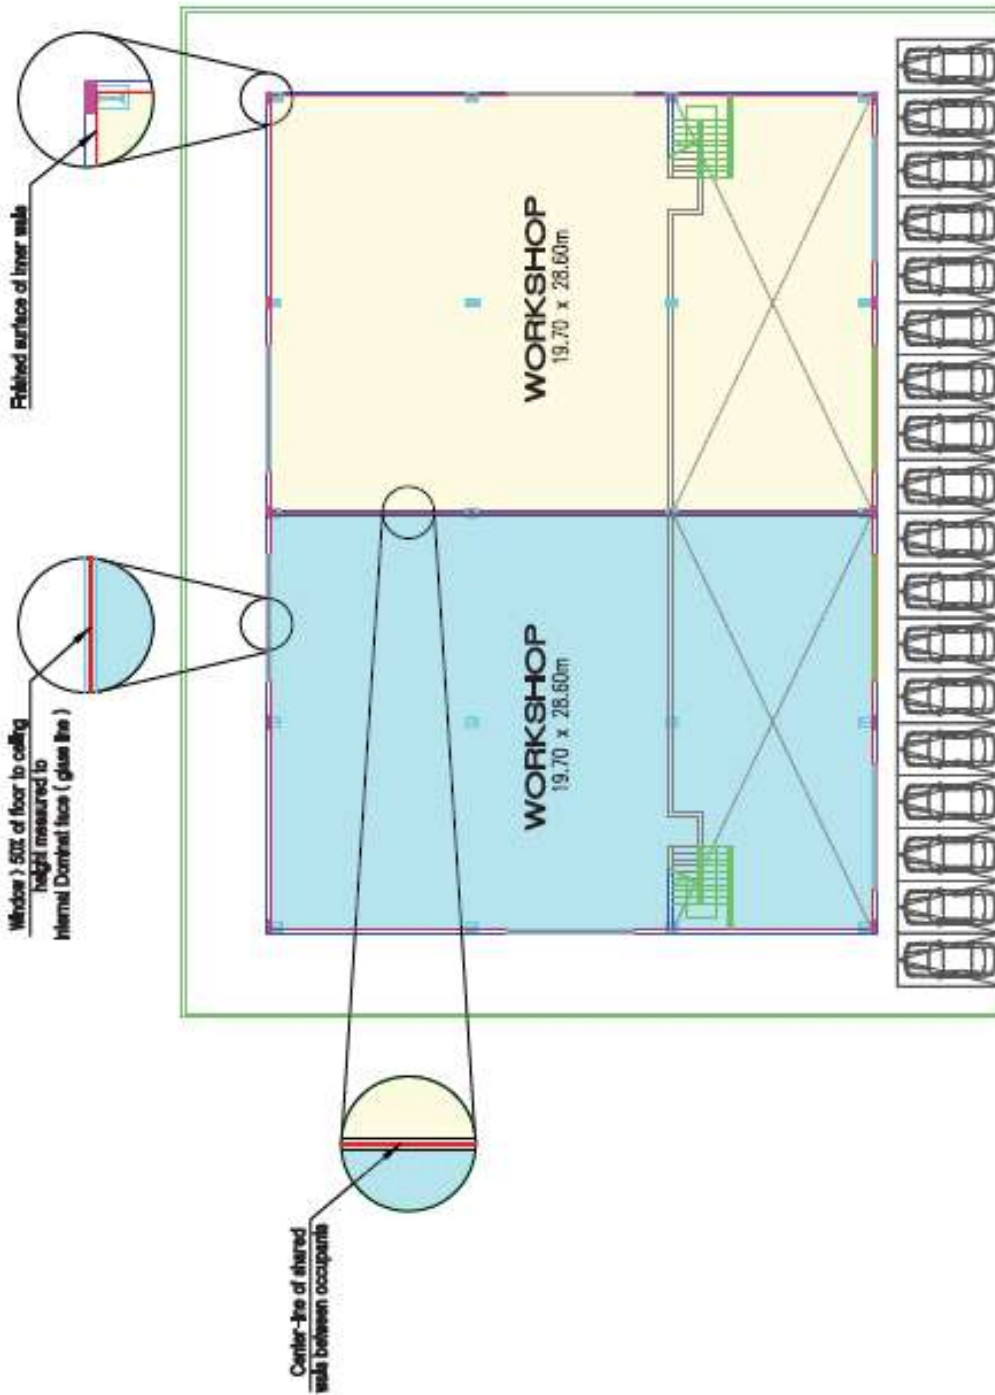 Finished surface of inner walls
Window > 50% of floor to ceiling
height measured to
Internal Dominat face ( glass line )
Center-line of shared
walls between occupants
WORKSHOP
19.70 x 28.60m
WORKSHOP
19.70 x 28.60m